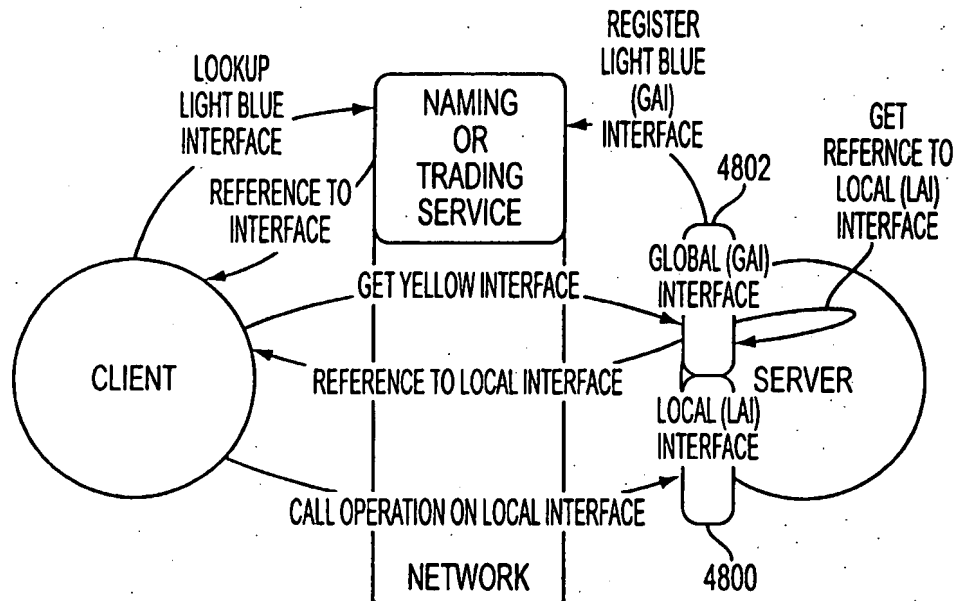 LOOKUP
LIGHT BLUE
INTERFACE
NAMING
OR
TRADING
SERVICE
REGISTER
LIGHT BLUE
(GAI)
INTERFACE
GET
REFERNCE TO
LOCAL (LAI)
INTERFACE
4802
REFERENCE TO
INTERFACE
GLOBAL (GAI)
INTERFACE
GET YELLOW INTERFACE
CLIENT
REFERENCE TO LOCAL INTERFACE
SERVER
LOCAL (LAI)
INTERFACE
CALL OPERATION ON LOCAL INTERFACE
NETWORK
4800